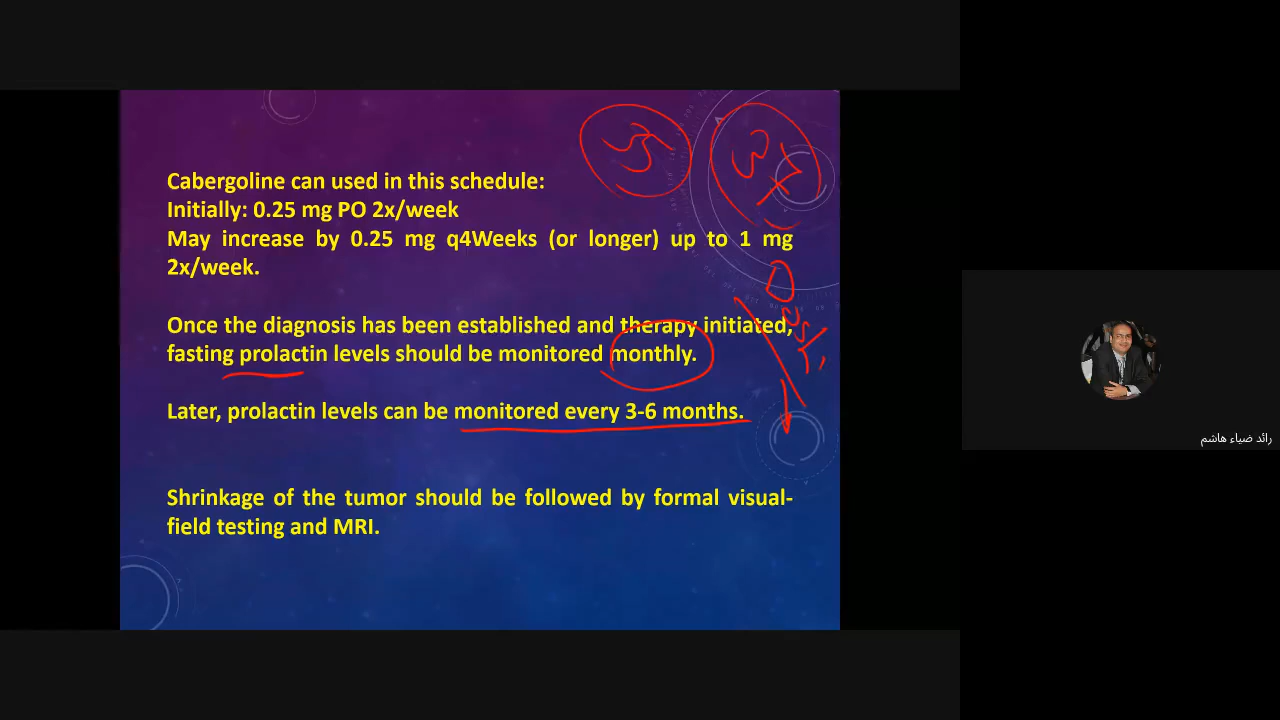 Cabergoline can used in this schedule:
Initially: 0.25 mg PO 2x/week
May increase by 0.25 mg q4Weeks (or longer) up to 1 mg
2x/week.
Once the diagnosis has been established and therapy initiated,
fasting prolactin levels should be monitored monthly.
Later, prolactin levels can be monitored every 3-6 months.
Shrinkage of the tumor should be followed by formal visual-
field testing and MRI.
رائد ضياء هاشم